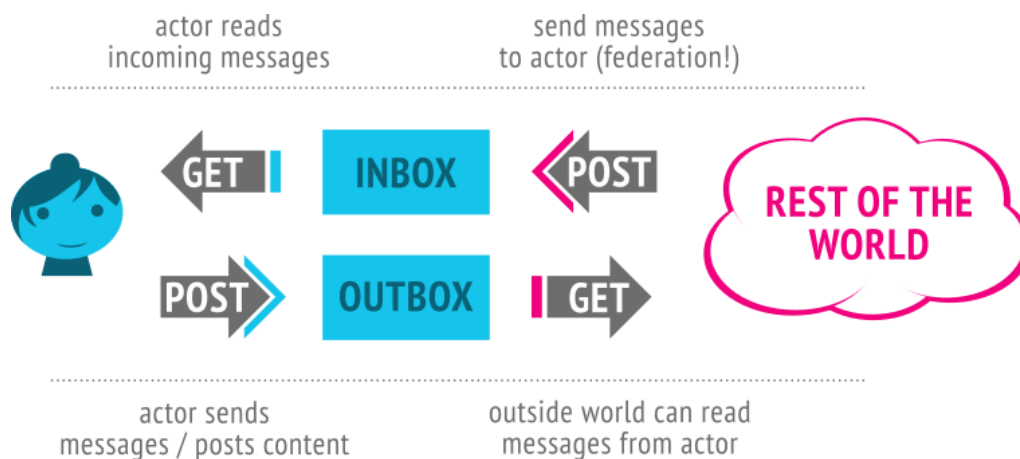 actor reads
incoming messages
send messages
to actor (federation!)
GET
INBOX
POST
REST OF THE
WORLD
POST
OUTBOX
GET
actor sends
messages / posts content
outside world can read
messages from actor